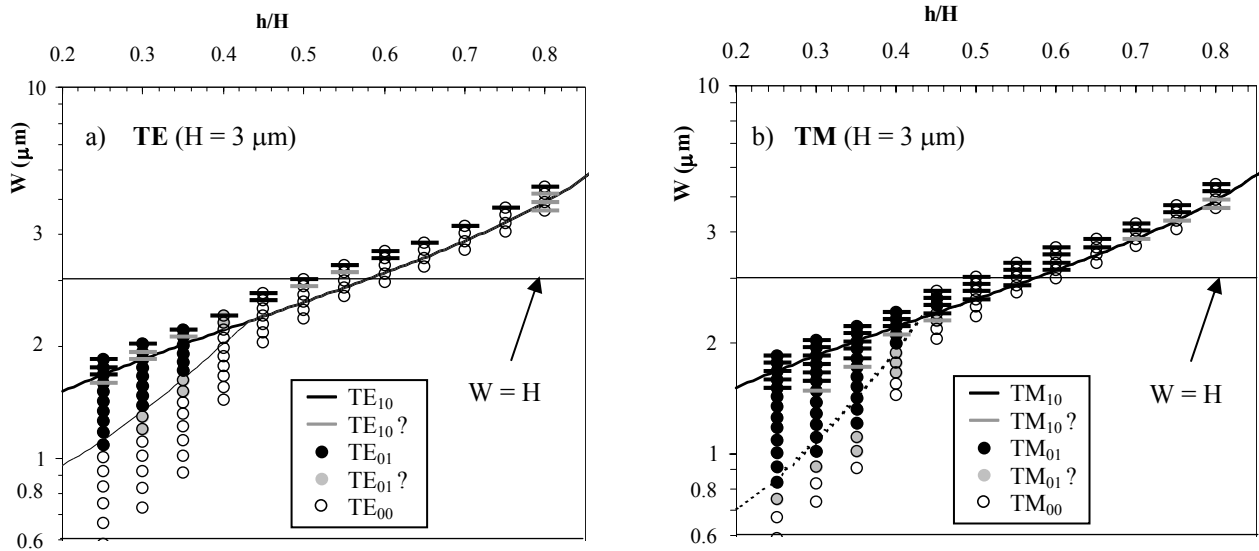 h/H
0.2 0.3 0.4 0.5 0.6 0.7 0.8
10
a) TE (H = 3 μm)
W (μm)
3
2
W = H
TE10
TE10 ?
TE01
TE01 ?
TE00
1
0.8
0.6
h/H
0.2 0.3 0.4 0.5 0.6 0.7 0.8
10
b) TM (H = 3 μm)
W (μm)
3
2
W = H
TM10
TM10 ?
TM01
TM01 ?
TM00
1
0.8
0.6